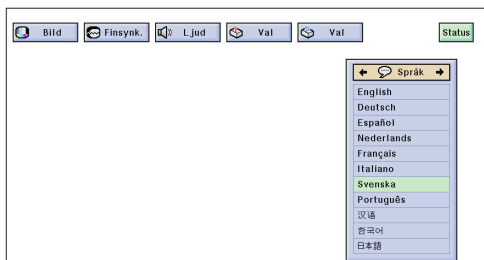 Bild Finsynk. Ljud Val Val Status
Språk
English
Deutsch
Español
Nederlands
Français
Italiano
Svenska
Português
汉语
한국어
日本語